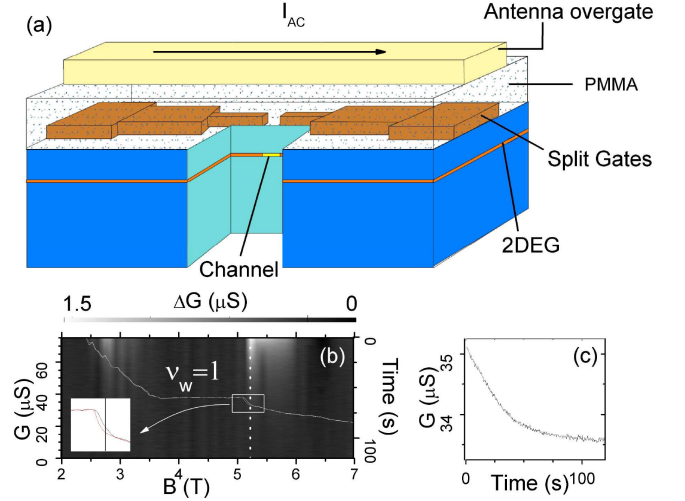 (a)
I_AC
Antenna overgate
PMMA
Split Gates
2DEG
Channel
1.5 ΔG (μS) 0
(b)
ν_w=1
G (μS)
0
20
40
60
2 3 4 5 6 7
B (T)
Time (s)
0
100
(c)
G (μS)
35
34
0 100
Time (s)